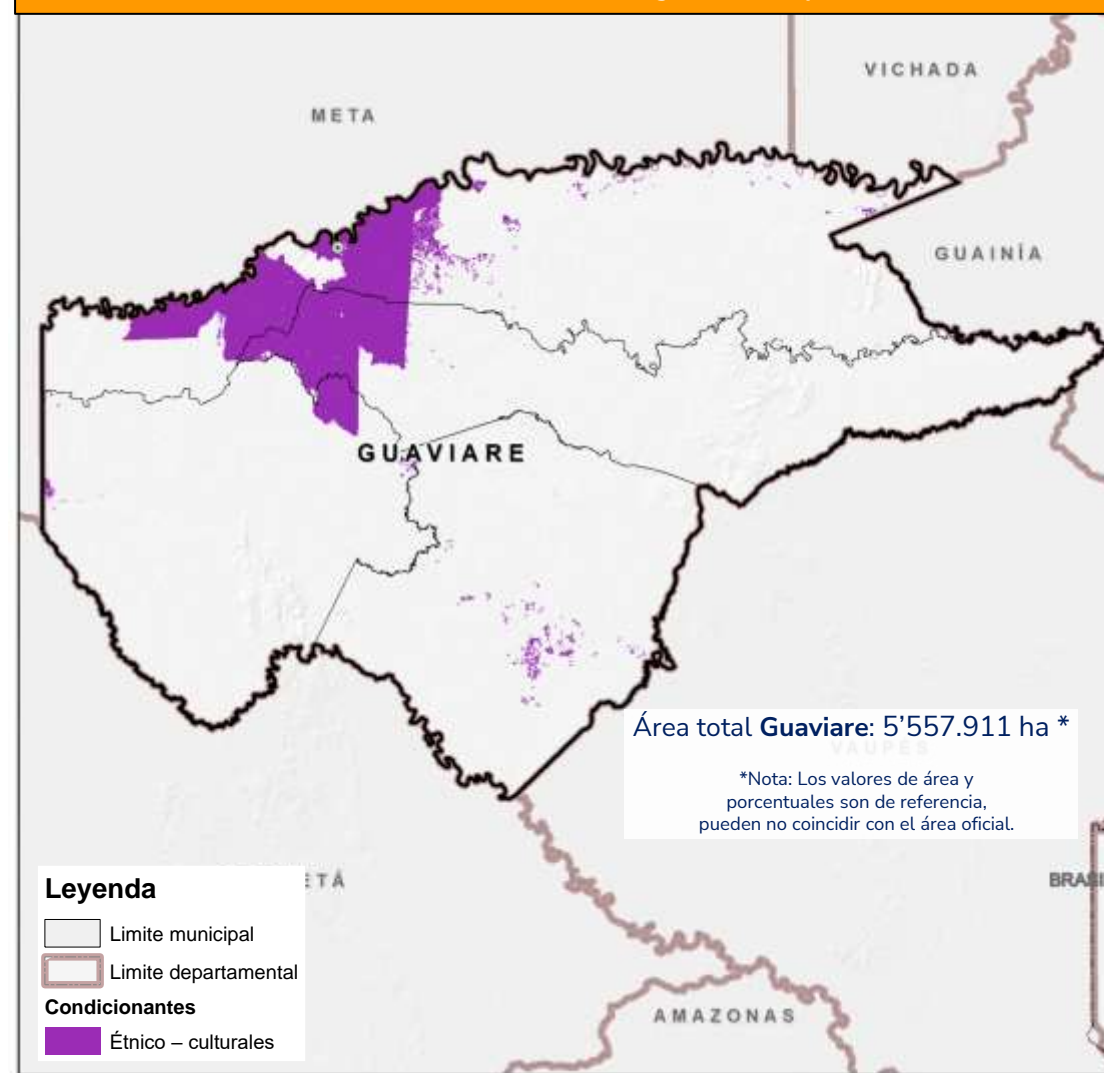 VICHADA
META
GUAINÍA
GUAVIARE
Área total Guaviare: 5'557.911 ha *
VAUPÉS
*Nota: Los valores de área y
porcentuales son de referencia,
pueden no coincidir con el área oficial.
Leyenda
Limite municipal
Limite departamental
Condicionantes
Étnico – culturales
AMAZONAS